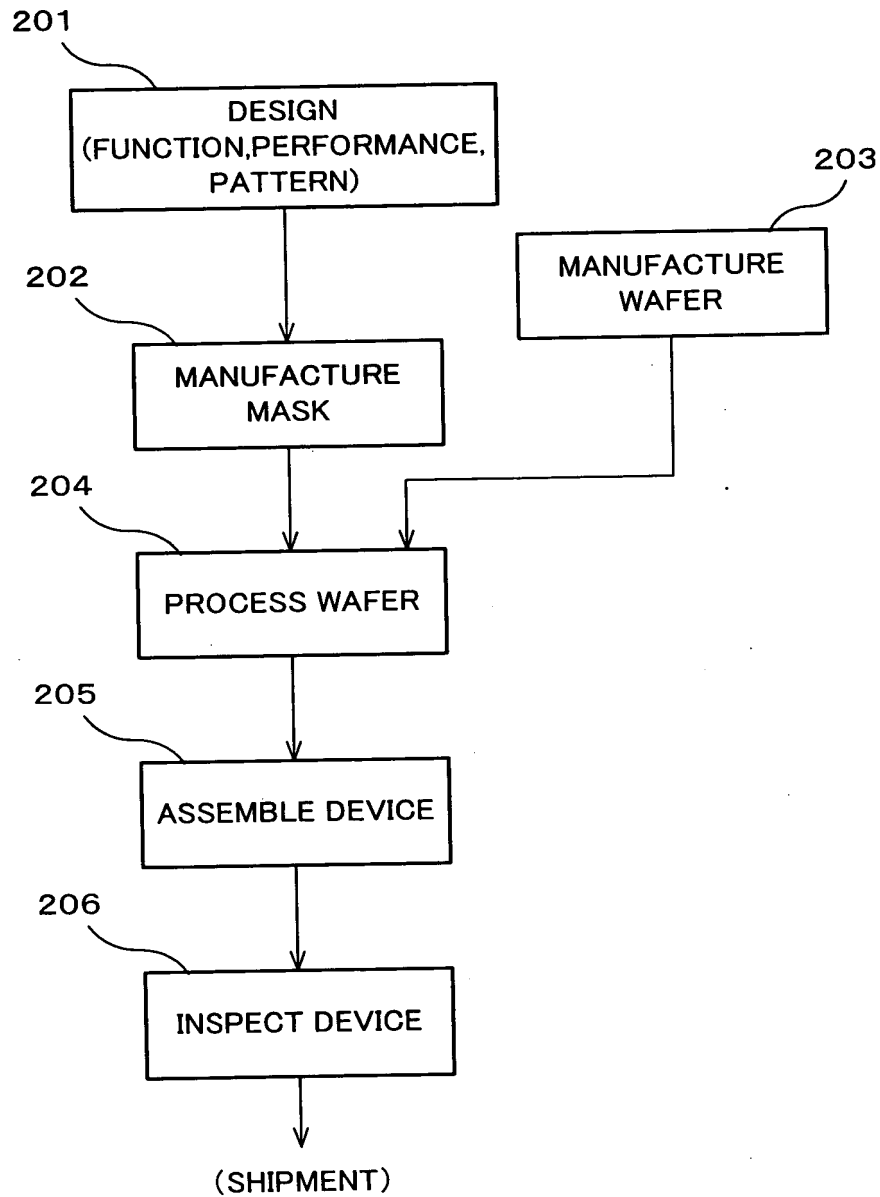 201
DESIGN
(FUNCTION,PERFORMANCE,
PATTERN)
203
MANUFACTURE
WAFER
202
MANUFACTURE
MASK
204
PROCESS WAFER
205
ASSEMBLE DEVICE
206
INSPECT DEVICE
(SHIPMENT)